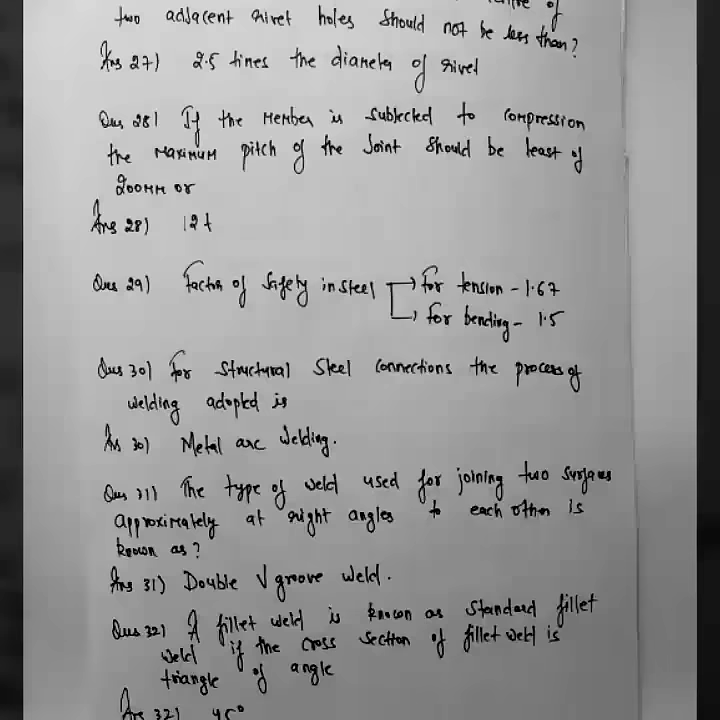 of
two adjacent rivet holes should not be less than?
Ans 27) 2.5 times the diameter of rivet
Ques 28) If the member is subjected to compression
the maximum pitch of the joint should be least of
200mm or
Ans 28) 12t
Ques 29) Factor of Safety in steel → for tension - 1.67
→ for bending - 1.5
Ques 30) for structural steel connections the process of
welding adopted is
As 30) Metal arc welding.
Ques 31) The type of weld used for joining two surfaces
approximately at right angles to each other is
known as?
Ans 31) Double V groove weld.
Ques 32) A fillet weld is known as standard fillet
weld if the cross section of fillet weld is
triangle of angle
Ans 32) 45°